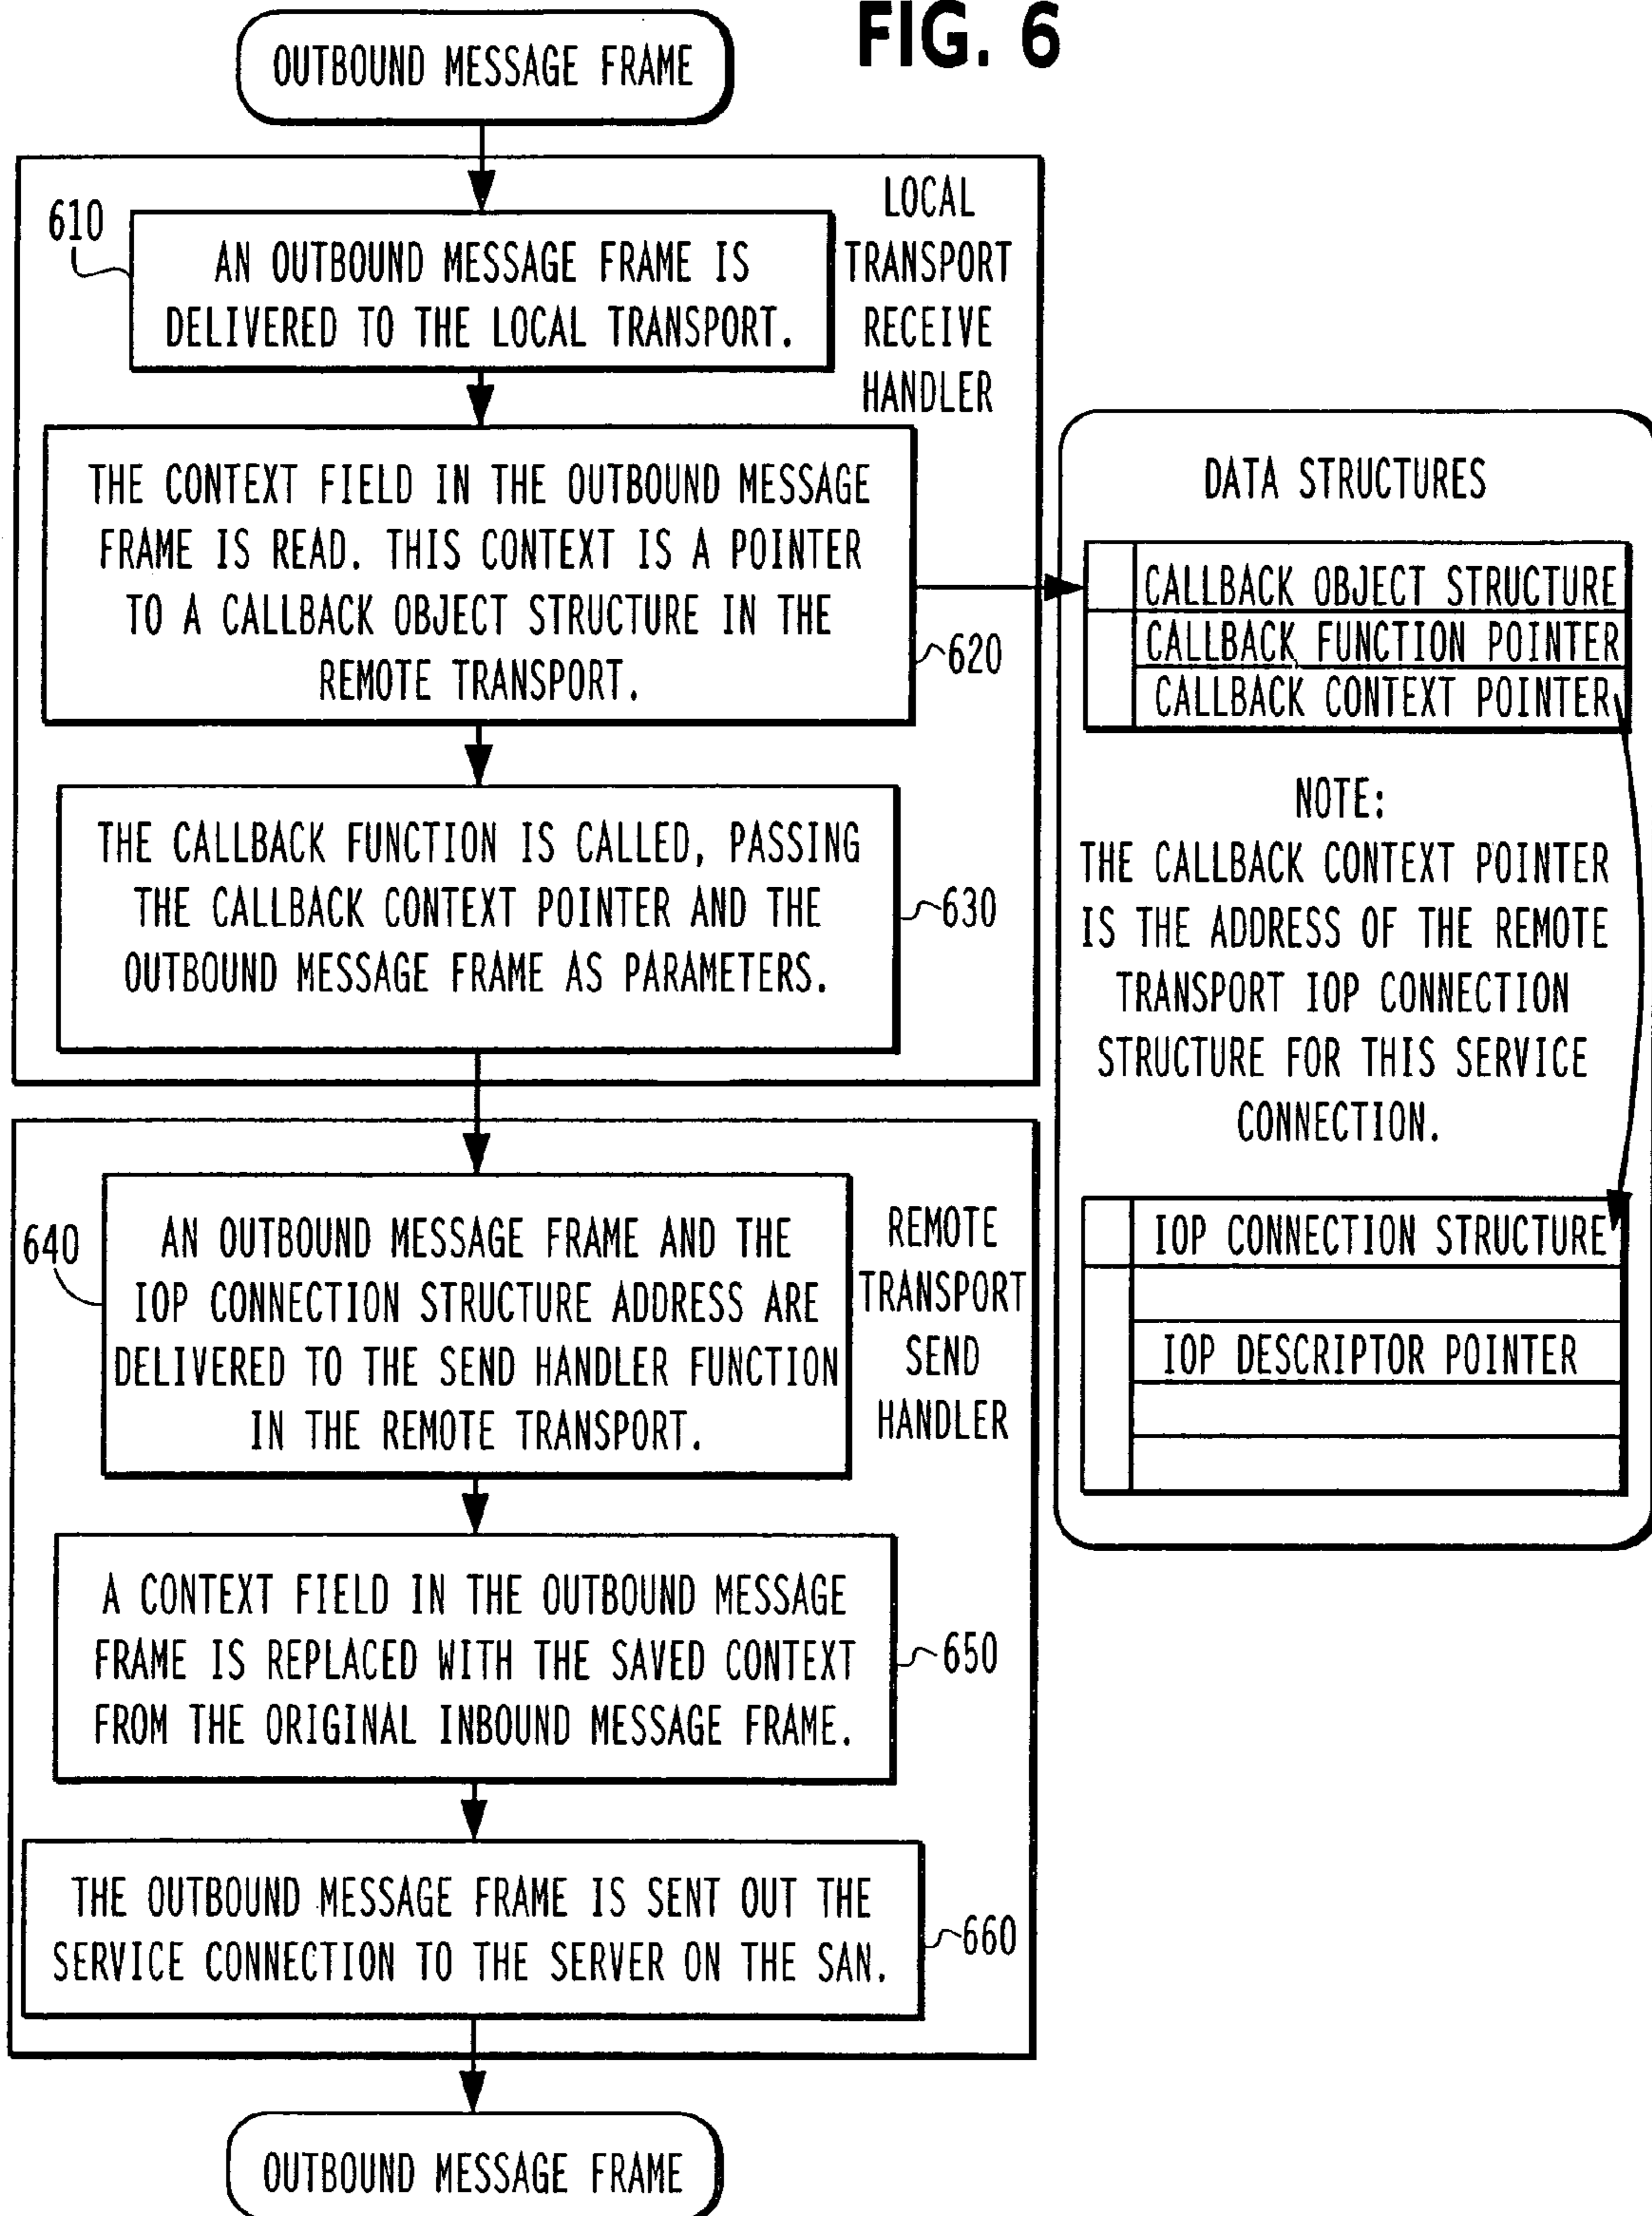 FIG. 6
OUTBOUND MESSAGE FRAME
LOCAL
TRANSPORT
RECEIVE
HANDLER
610
AN OUTBOUND MESSAGE FRAME IS
DELIVERED TO THE LOCAL TRANSPORT.
THE CONTEXT FIELD IN THE OUTBOUND MESSAGE
FRAME IS READ. THIS CONTEXT IS A POINTER
TO A CALLBACK OBJECT STRUCTURE IN THE
REMOTE TRANSPORT.
620
THE CALLBACK FUNCTION IS CALLED, PASSING
THE CALLBACK CONTEXT POINTER AND THE
OUTBOUND MESSAGE FRAME AS PARAMETERS.
630
DATA STRUCTURES
CALLBACK OBJECT STRUCTURE
CALLBACK FUNCTION POINTER
CALLBACK CONTEXT POINTER
NOTE:
THE CALLBACK CONTEXT POINTER
IS THE ADDRESS OF THE REMOTE
TRANSPORT IOP CONNECTION
STRUCTURE FOR THIS SERVICE
CONNECTION.
IOP CONNECTION STRUCTURE
IOP DESCRIPTOR POINTER
640
AN OUTBOUND MESSAGE FRAME AND THE
IOP CONNECTION STRUCTURE ADDRESS ARE
DELIVERED TO THE SEND HANDLER FUNCTION
IN THE REMOTE TRANSPORT.
REMOTE
TRANSPORT
SEND
HANDLER
A CONTEXT FIELD IN THE OUTBOUND MESSAGE
FRAME IS REPLACED WITH THE SAVED CONTEXT
FROM THE ORIGINAL INBOUND MESSAGE FRAME.
650
THE OUTBOUND MESSAGE FRAME IS SENT OUT THE
SERVICE CONNECTION TO THE SERVER ON THE SAN.
660
OUTBOUND MESSAGE FRAME